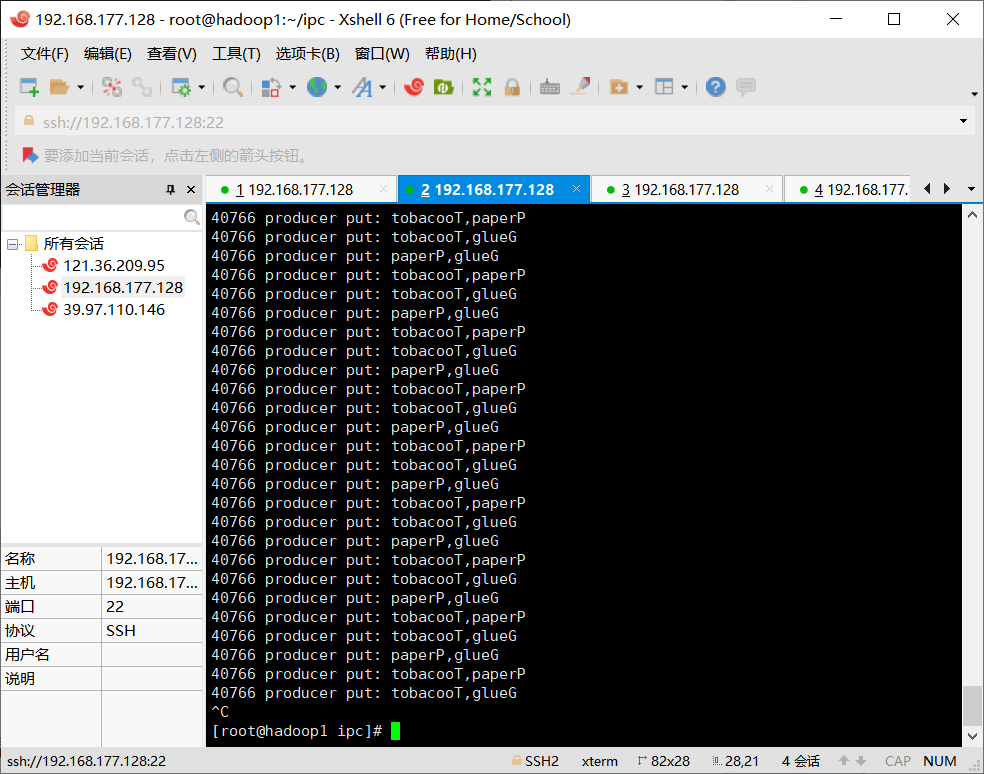 192.168.177.128 - root@hadoop1:~/ipc - Xshell 6 (Free for Home/School)
文件(F) 编辑(E) 查看(V) 工具(T) 选项卡(B) 窗口(W) 帮助(H)
ssh://192.168.177.128:22
要添加当前会话，点击左侧的箭头按钮。
会话管理器
1 192.168.177.128
2 192.168.177.128
3 192.168.177.128
4 192.168.177.
所有会话
121.36.209.95
192.168.177.128
39.97.110.146
名称 192.168.17...
主机 192.168.17...
端口 22
协议 SSH
用户名
说明
40766 producer put: tobacooT,paperP
40766 producer put: tobacooT,glueG
40766 producer put: paperP,glueG
40766 producer put: tobacooT,paperP
40766 producer put: tobacooT,glueG
40766 producer put: paperP,glueG
40766 producer put: tobacooT,paperP
40766 producer put: tobacooT,glueG
40766 producer put: paperP,glueG
40766 producer put: tobacooT,paperP
40766 producer put: tobacooT,glueG
40766 producer put: paperP,glueG
40766 producer put: tobacooT,paperP
40766 producer put: tobacooT,glueG
40766 producer put: paperP,glueG
40766 producer put: tobacooT,paperP
40766 producer put: tobacooT,glueG
40766 producer put: paperP,glueG
40766 producer put: tobacooT,paperP
40766 producer put: tobacooT,glueG
40766 producer put: paperP,glueG
40766 producer put: tobacooT,paperP
40766 producer put: tobacooT,glueG
40766 producer put: paperP,glueG
40766 producer put: tobacooT,paperP
40766 producer put: tobacooT,glueG
^C
[root@hadoop1 ipc]#
ssh://192.168.177.128:22 SSH2 xterm 82x28 28,21 4 会话 CAP NUM